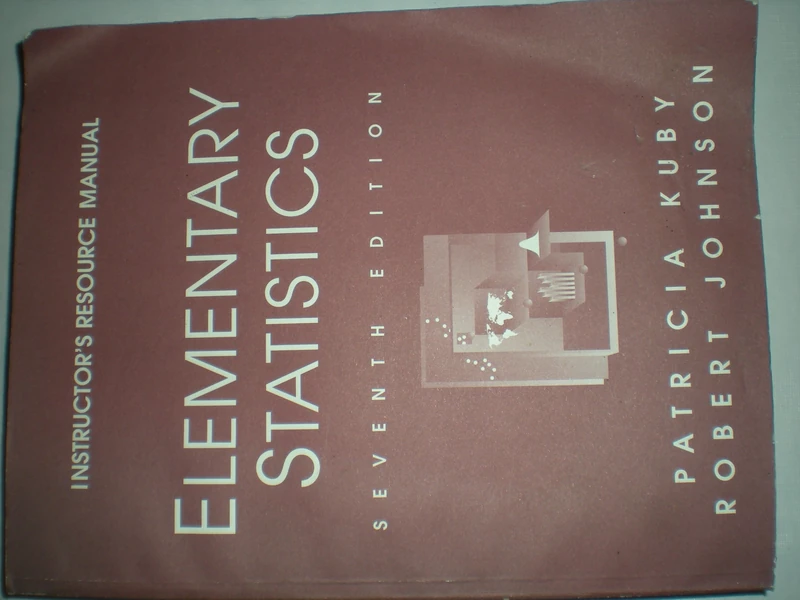 INSTRUCTOR'S RESOURCE MANUAL
ELEMENTARY
STATISTICS
SEVENTH EDITION
PATRICIA KUBY
ROBERT JOHNSON